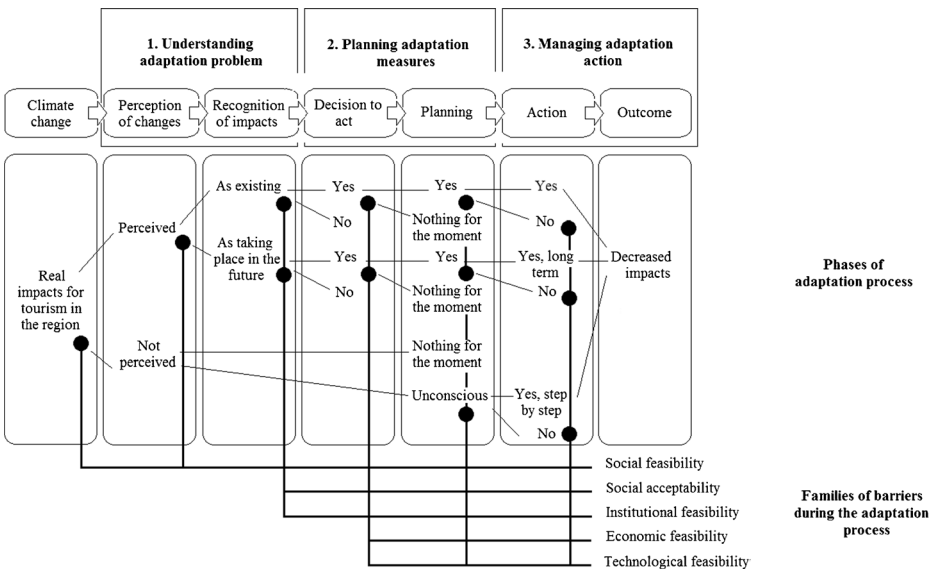 1. Understanding
adaptation problem
2. Planning adaptation
measures
3. Managing adaptation
action
Climate
change
Perception
of changes
Recognition
of impacts
Decision to
act
Planning
Action
Outcome
Real
impacts for
tourism in
the region
Perceived
Not
perceived
As existing
As taking
place in the
future
Yes
No
Yes
No
Yes
Nothing for
the moment
Yes
Nothing for
the moment
Nothing for
the moment
Unconscious
Yes
No
Yes, long
term
No
Yes, step
by step
No
Decreased
impacts
Phases of
adaptation process
Social feasibility
Social acceptability
Institutional feasibility
Economic feasibility
Technological feasibility
Families of barriers
during the adaptation
process